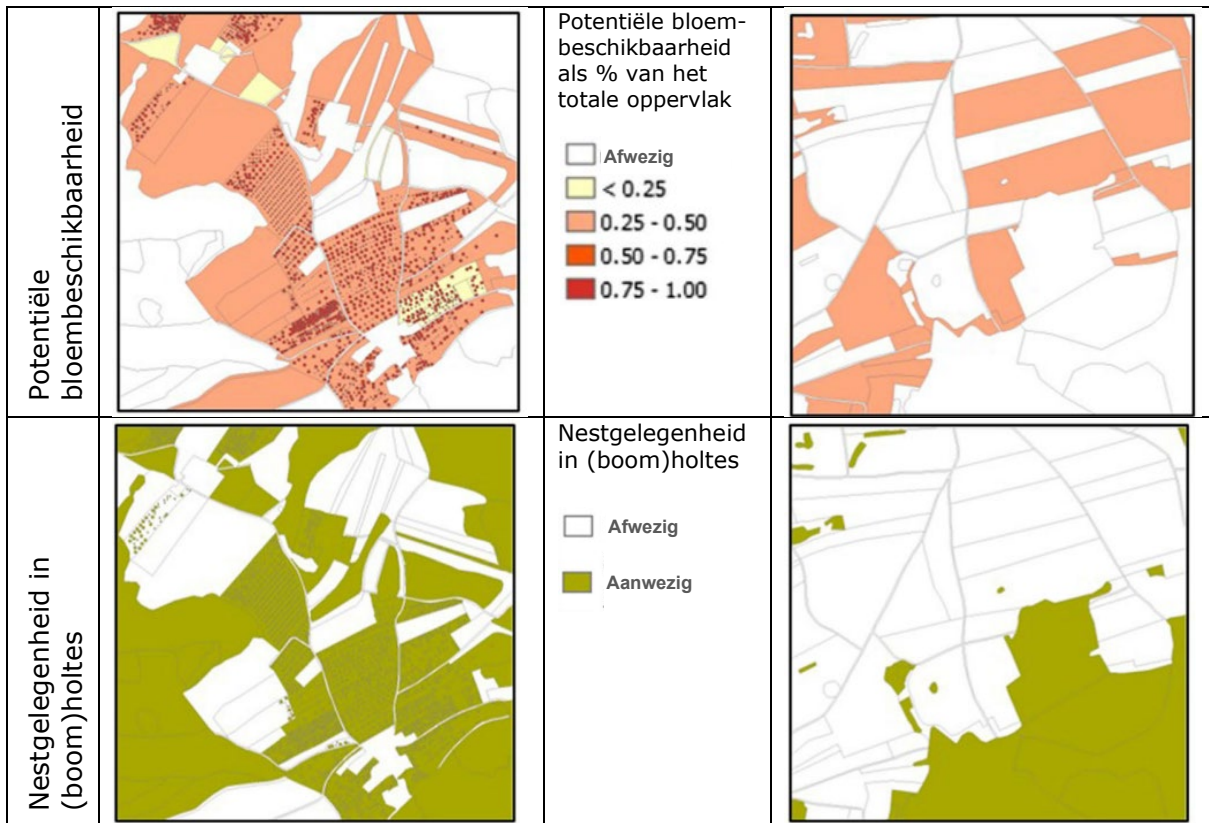 Potentiële
bloembeschikbaarheid
Potentiële bloem-
beschikbaarheid
als % van het
totale oppervlak
Afwezig
< 0.25
0.25 - 0.50
0.50 - 0.75
0.75 - 1.00
Nestgelegenheid in
(boom)holtes
Nestgelegenheid
in (boom)holtes
Afwezig
Aanwezig